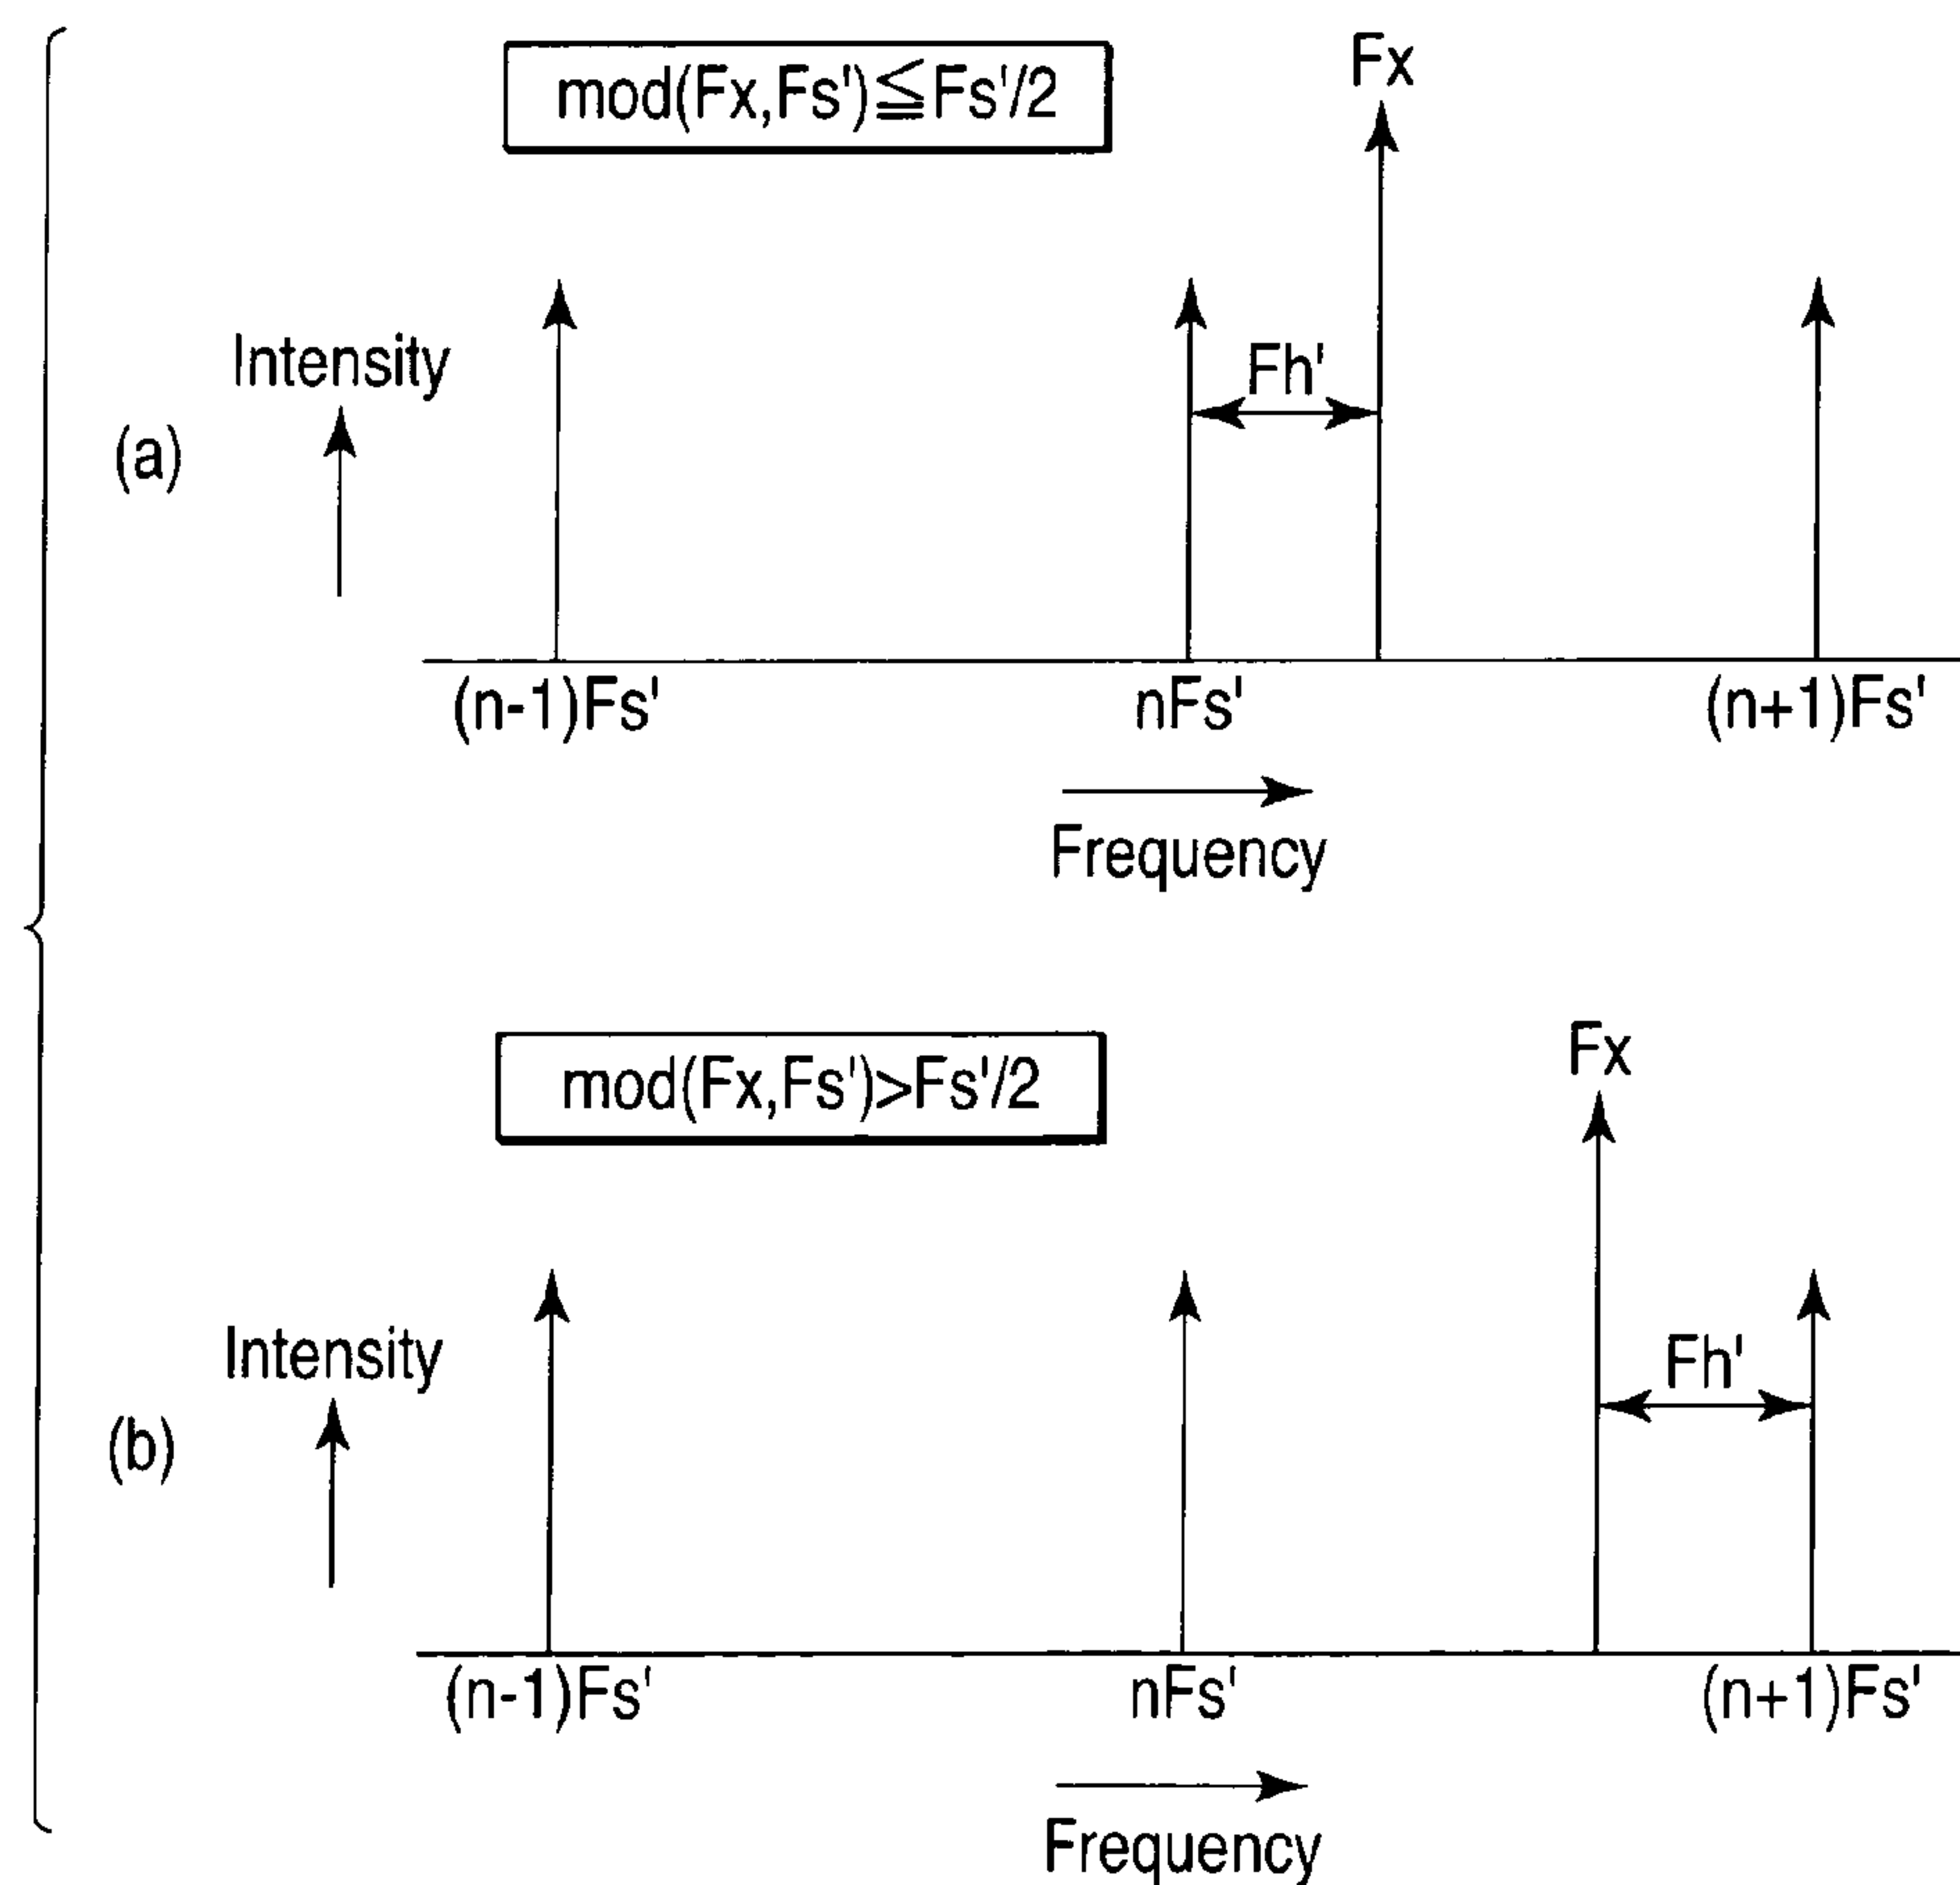 mod(Fx,Fs')≦Fs'/2
Fx
Intensity
Fh'
(a)
(n-1)Fs'
nFs'
(n+1)Fs'
Frequency
mod(Fx,Fs')>Fs'/2
Fx
Intensity
Fh'
(b)
(n-1)Fs'
nFs'
(n+1)Fs'
Frequency